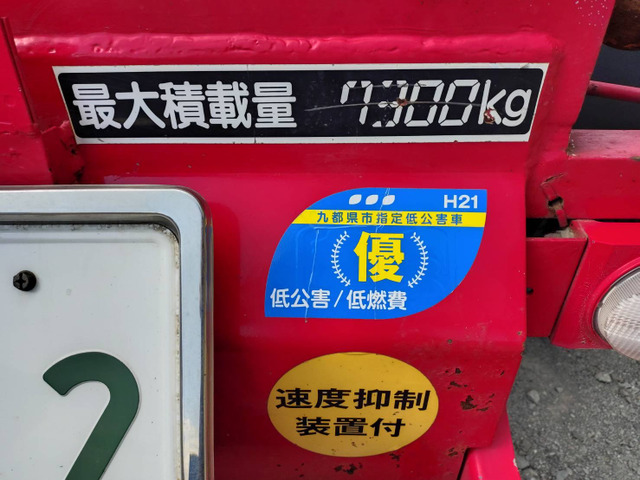 最大積載量 7300kg
H21
九都県市指定低公害車
優
低公害/低燃費
速度抑制
装置付
2